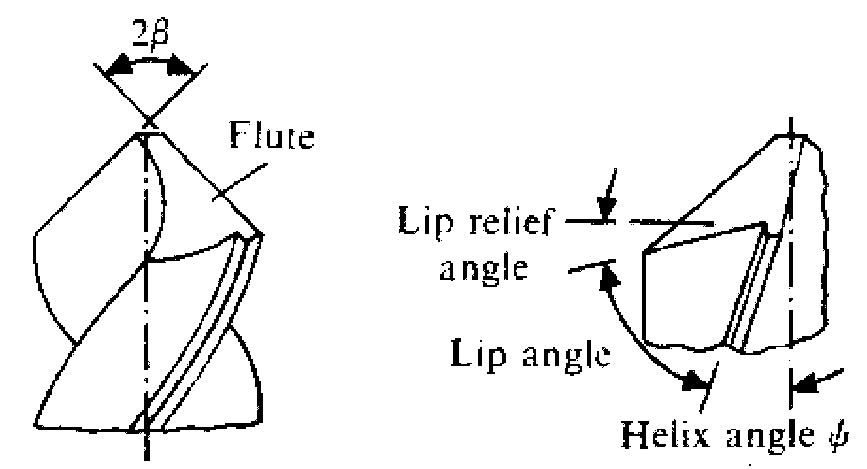 2β
Flute
Lip relief
angle
Lip angle
Helix angle ψ